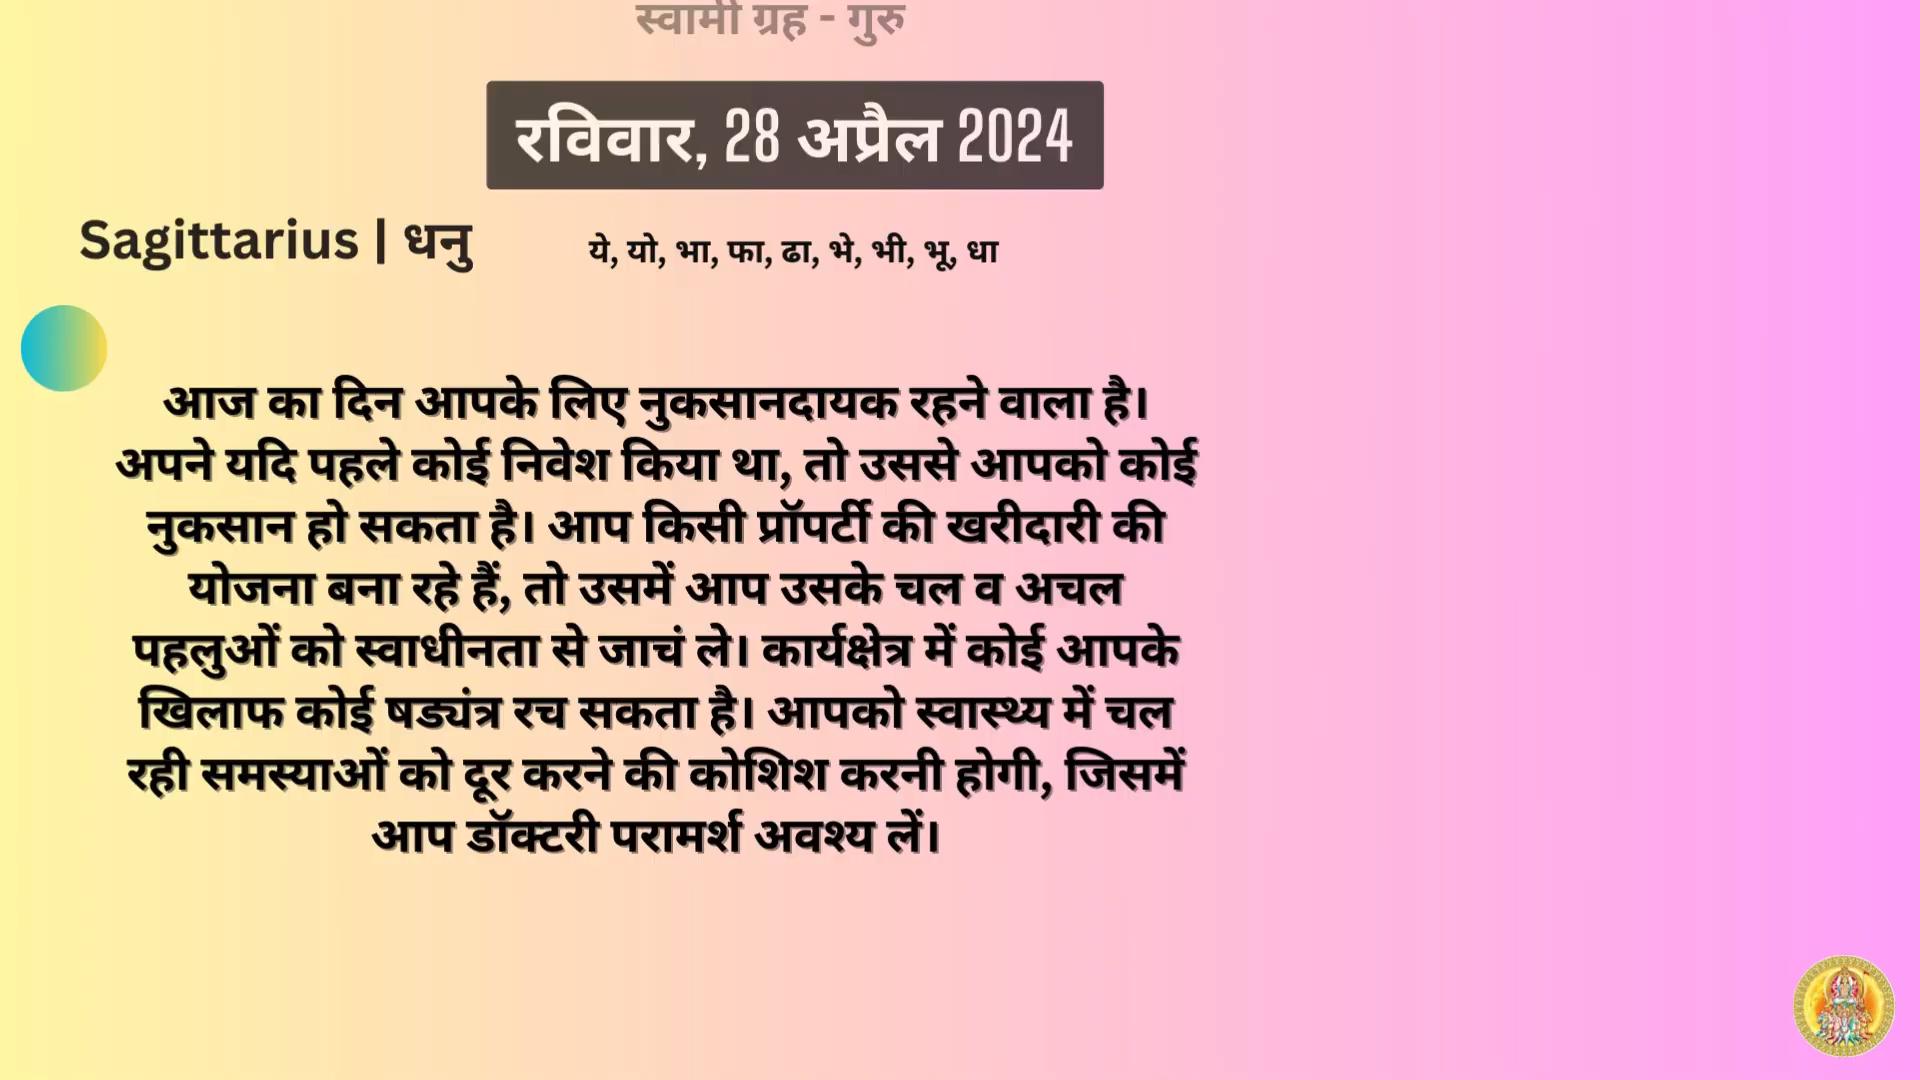 स्वामी ग्रह - गुरु
रविवार, 28 अप्रैल 2024
Sagittarius | धनु
ये, यो, भा, फा, ढा, भे, भी, भू, धा
आज का दिन आपके लिए नुकसानदायक रहने वाला है।
अपने यदि पहले कोई निवेश किया था, तो उससे आपको कोई
नुकसान हो सकता है। आप किसी प्रॉपर्टी की खरीदारी की
योजना बना रहे हैं, तो उसमें आप उसके चल व अचल
पहलुओं को स्वाधीनता से जाचं ले। कार्यक्षेत्र में कोई आपके
खिलाफ कोई षड्यंत्र रच सकता है। आपको स्वास्थ्य में चल
रही समस्याओं को दूर करने की कोशिश करनी होगी, जिसमें
आप डॉक्टरी परामर्श अवश्य लें।